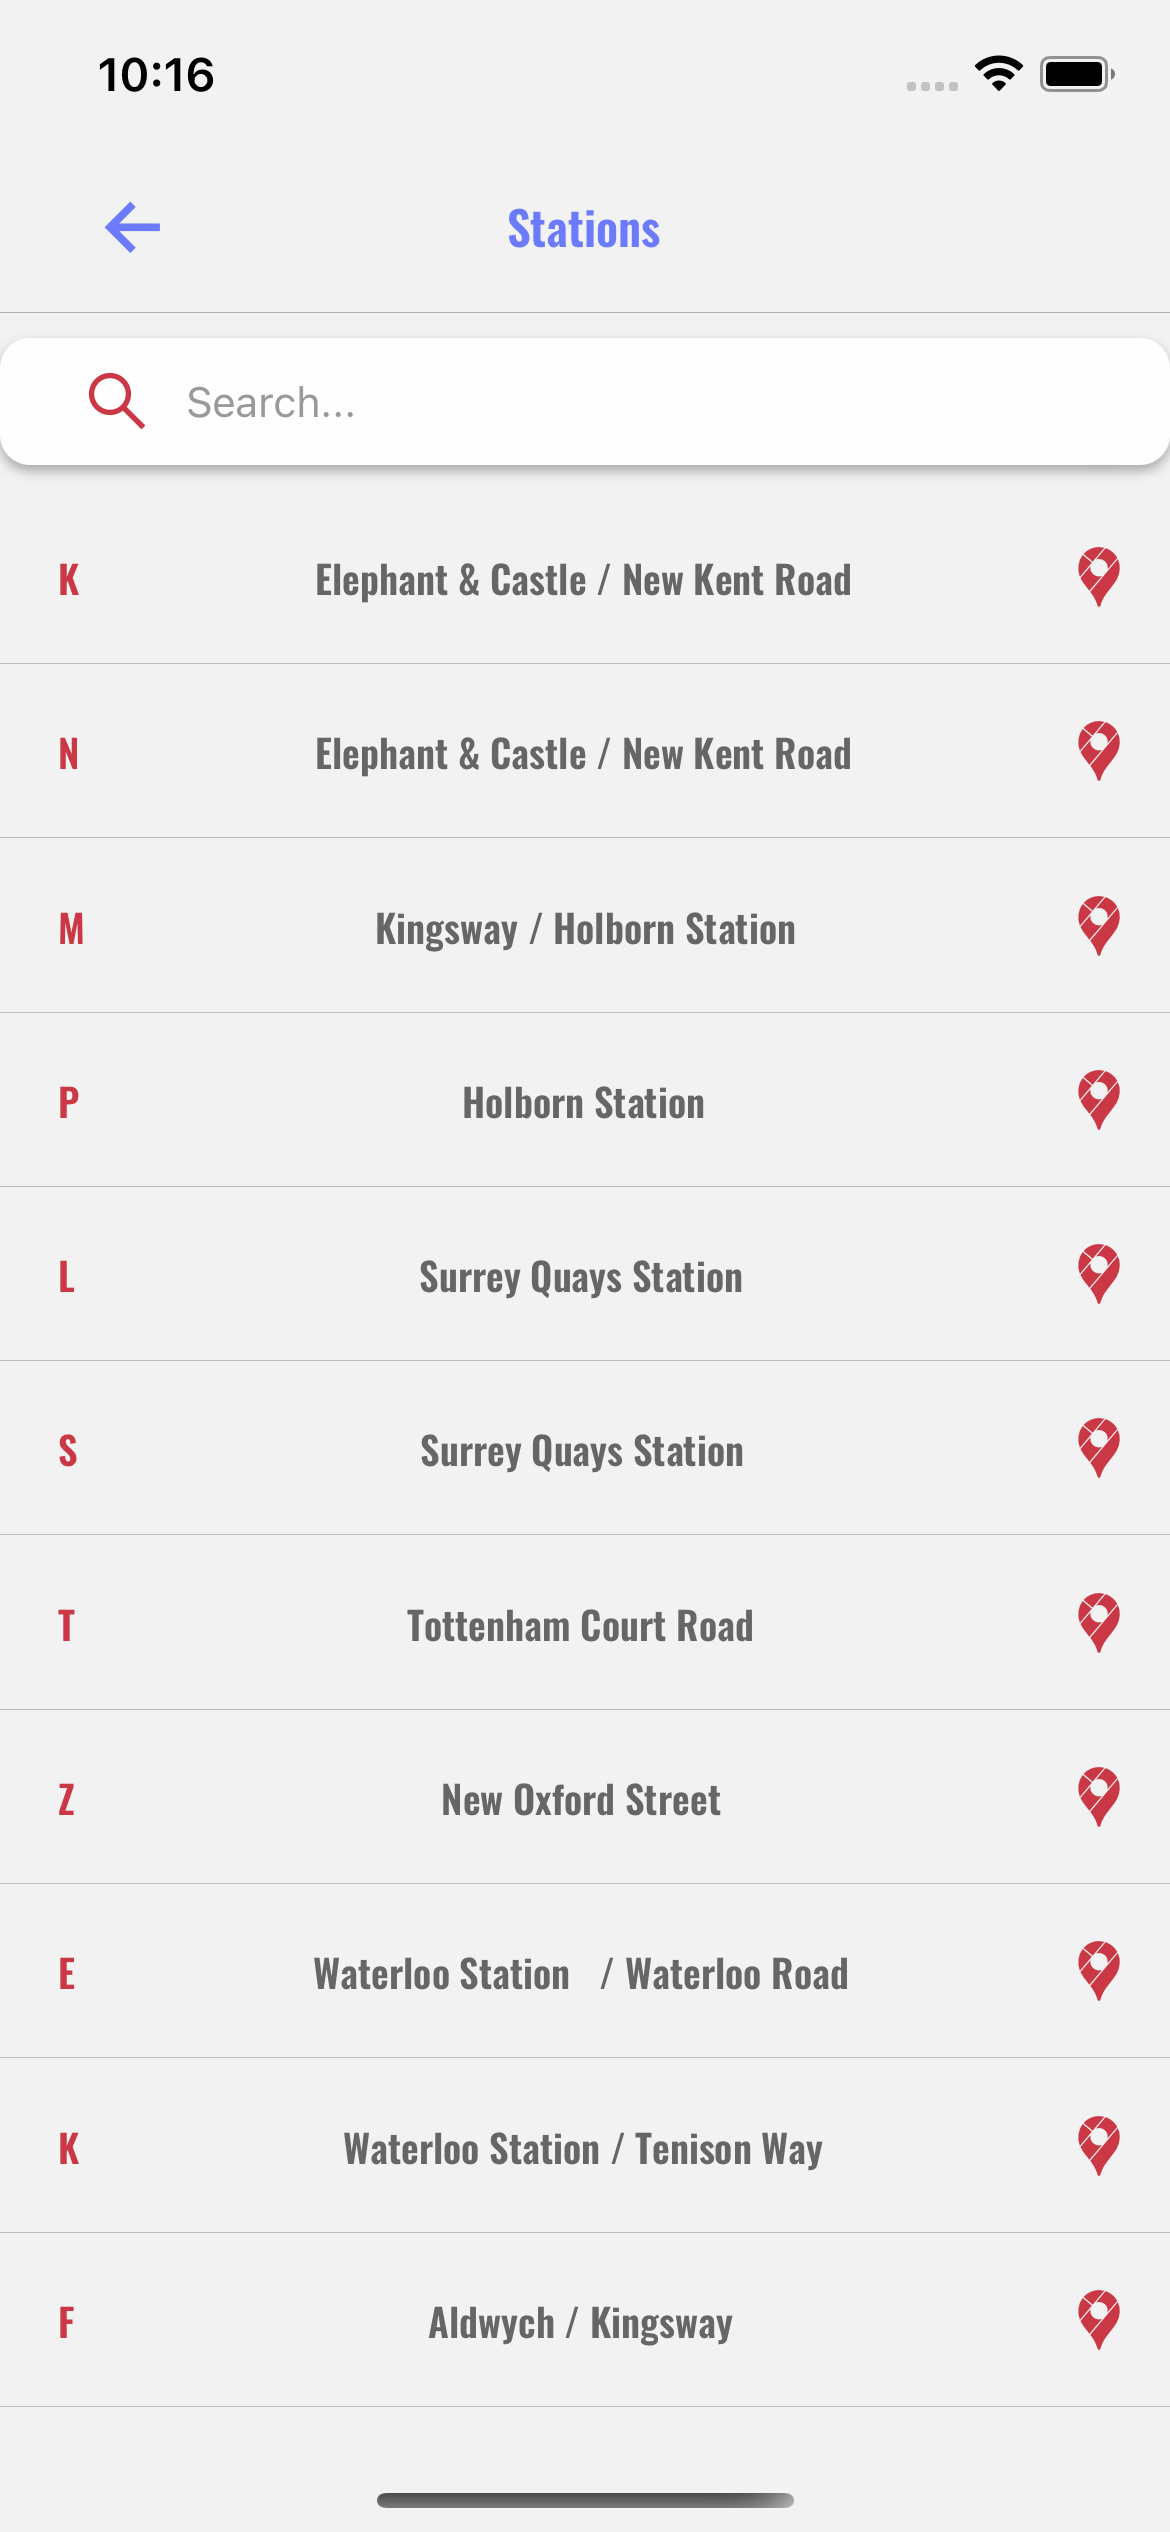 10:16
Stations
Search...
K Elephant & Castle / New Kent Road
N Elephant & Castle / New Kent Road
M Kingsway / Holborn Station
P Holborn Station
L Surrey Quays Station
S Surrey Quays Station
T Tottenham Court Road
Z New Oxford Street
E Waterloo Station   / Waterloo Road
K Waterloo Station / Tenison Way
F Aldwych / Kingsway